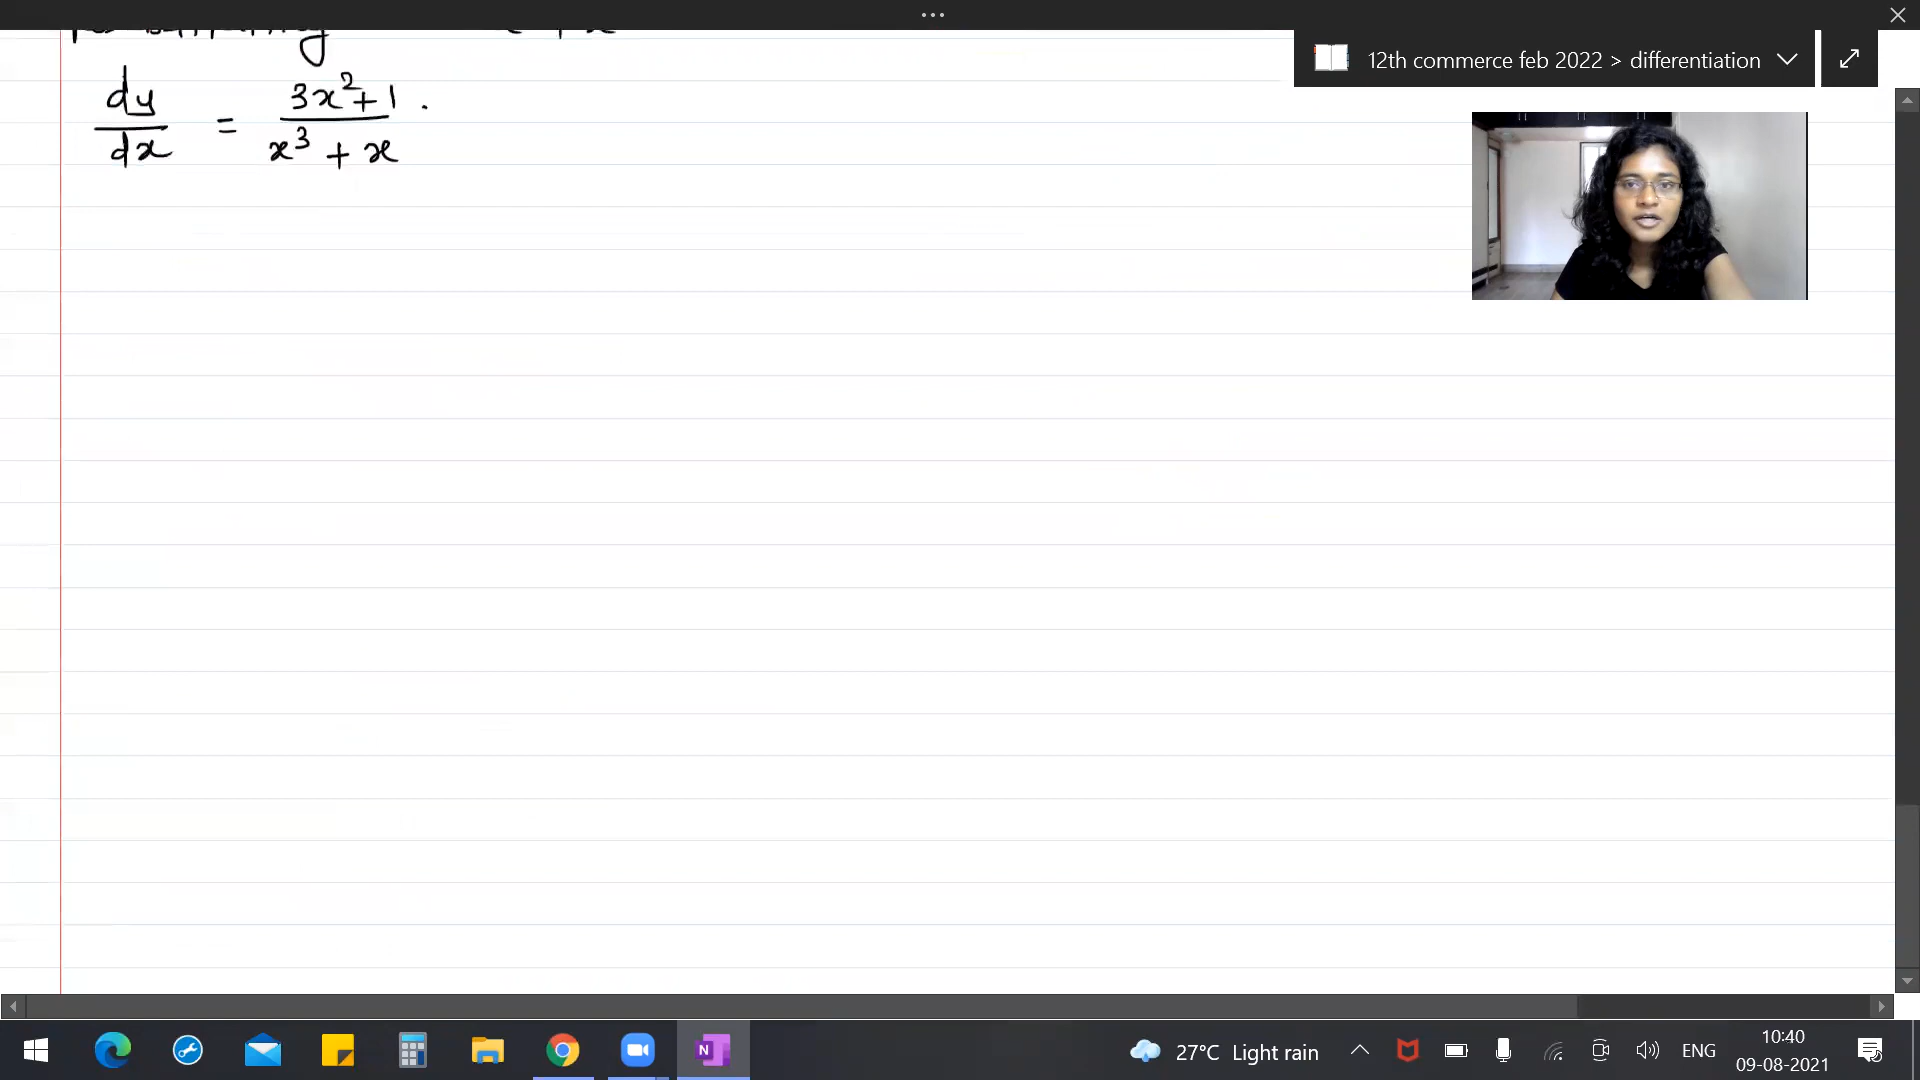 12th commerce feb 2022 > differentiation
dy/dx = 3x²+1 / x³ + x .
27°C Light rain
ENG
10:40
09-08-2021